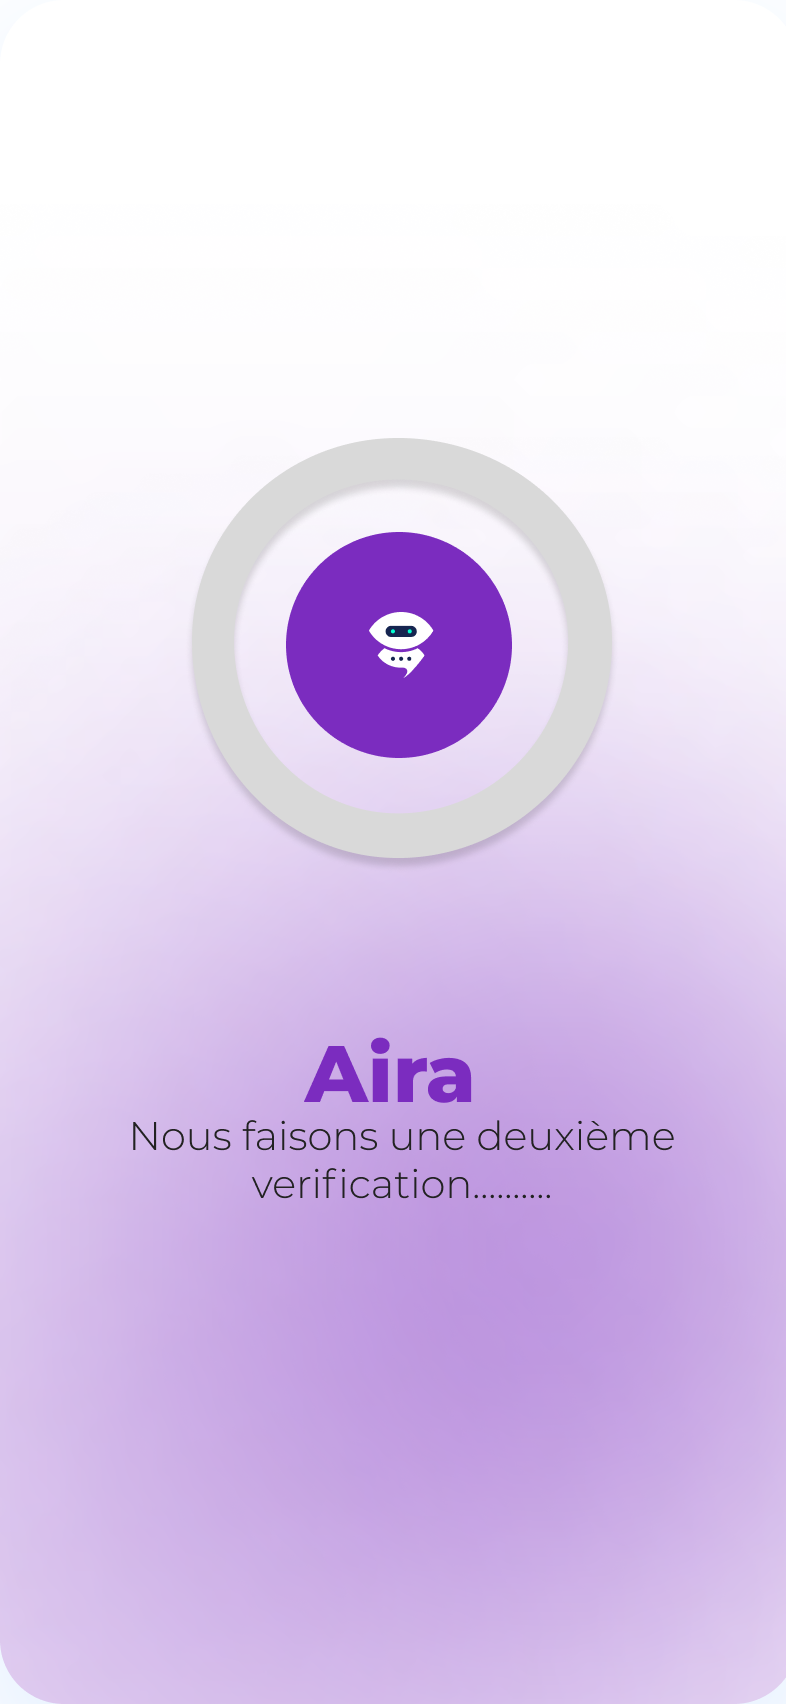 Aira
Nous faisons une deuxième
verification..........